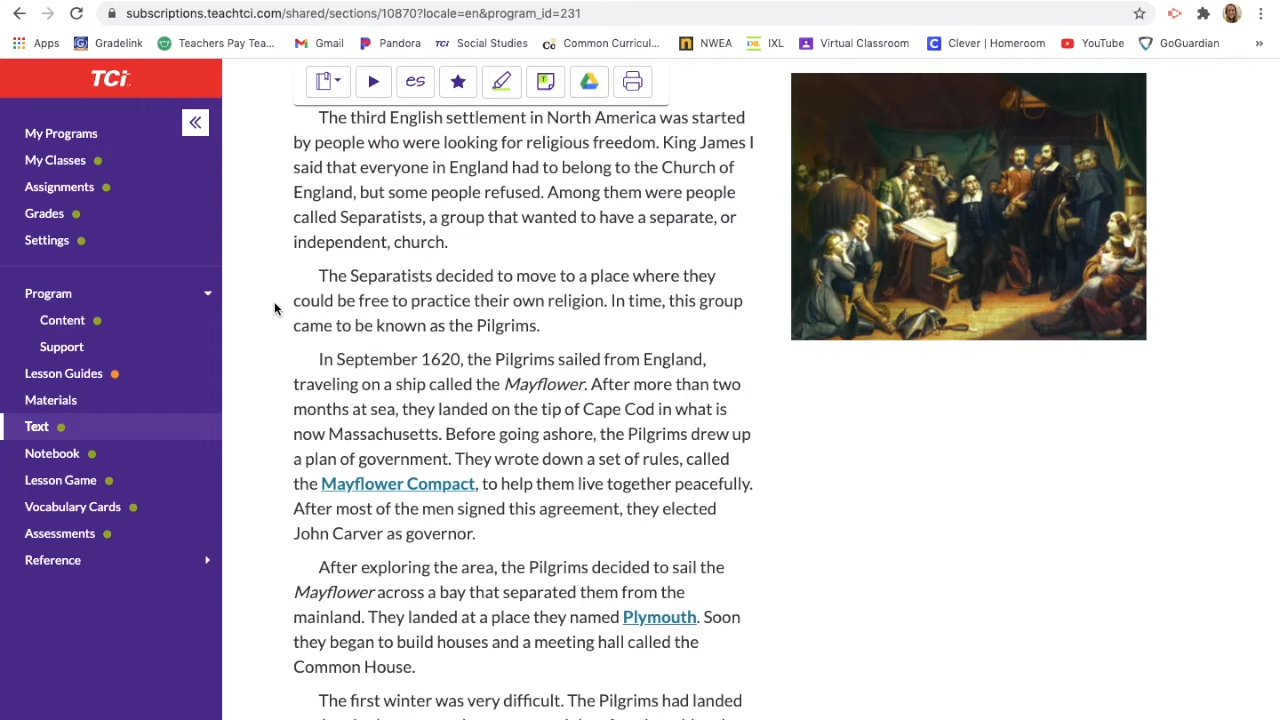 subscriptions.teachtci.com/shared/sections/10870?locale=en&program_id=231
Apps Gradelink Teachers Pay Tea... Gmail Pandora TCi Social Studies Cc Common Curricul... NWEA IXL IXL Virtual Classroom Clever | Homeroom YouTube GoGuardian »
TCi
My Programs
My Classes
Assignments
Grades
Settings
Program
Content
Support
Lesson Guides
Materials
Text
Notebook
Lesson Game
Vocabulary Cards
Assessments
Reference
es
The third English settlement in North America was started
by people who were looking for religious freedom. King James I
said that everyone in England had to belong to the Church of
England, but some people refused. Among them were people
called Separatists, a group that wanted to have a separate, or
independent, church.
The Separatists decided to move to a place where they
could be free to practice their own religion. In time, this group
came to be known as the Pilgrims.
In September 1620, the Pilgrims sailed from England,
traveling on a ship called the Mayflower. After more than two
months at sea, they landed on the tip of Cape Cod in what is
now Massachusetts. Before going ashore, the Pilgrims drew up
a plan of government. They wrote down a set of rules, called
the Mayflower Compact, to help them live together peacefully.
After most of the men signed this agreement, they elected
John Carver as governor.
After exploring the area, the Pilgrims decided to sail the
Mayflower across a bay that separated them from the
mainland. They landed at a place they named Plymouth. Soon
they began to build houses and a meeting hall called the
Common House.
The first winter was very difficult. The Pilgrims had landed